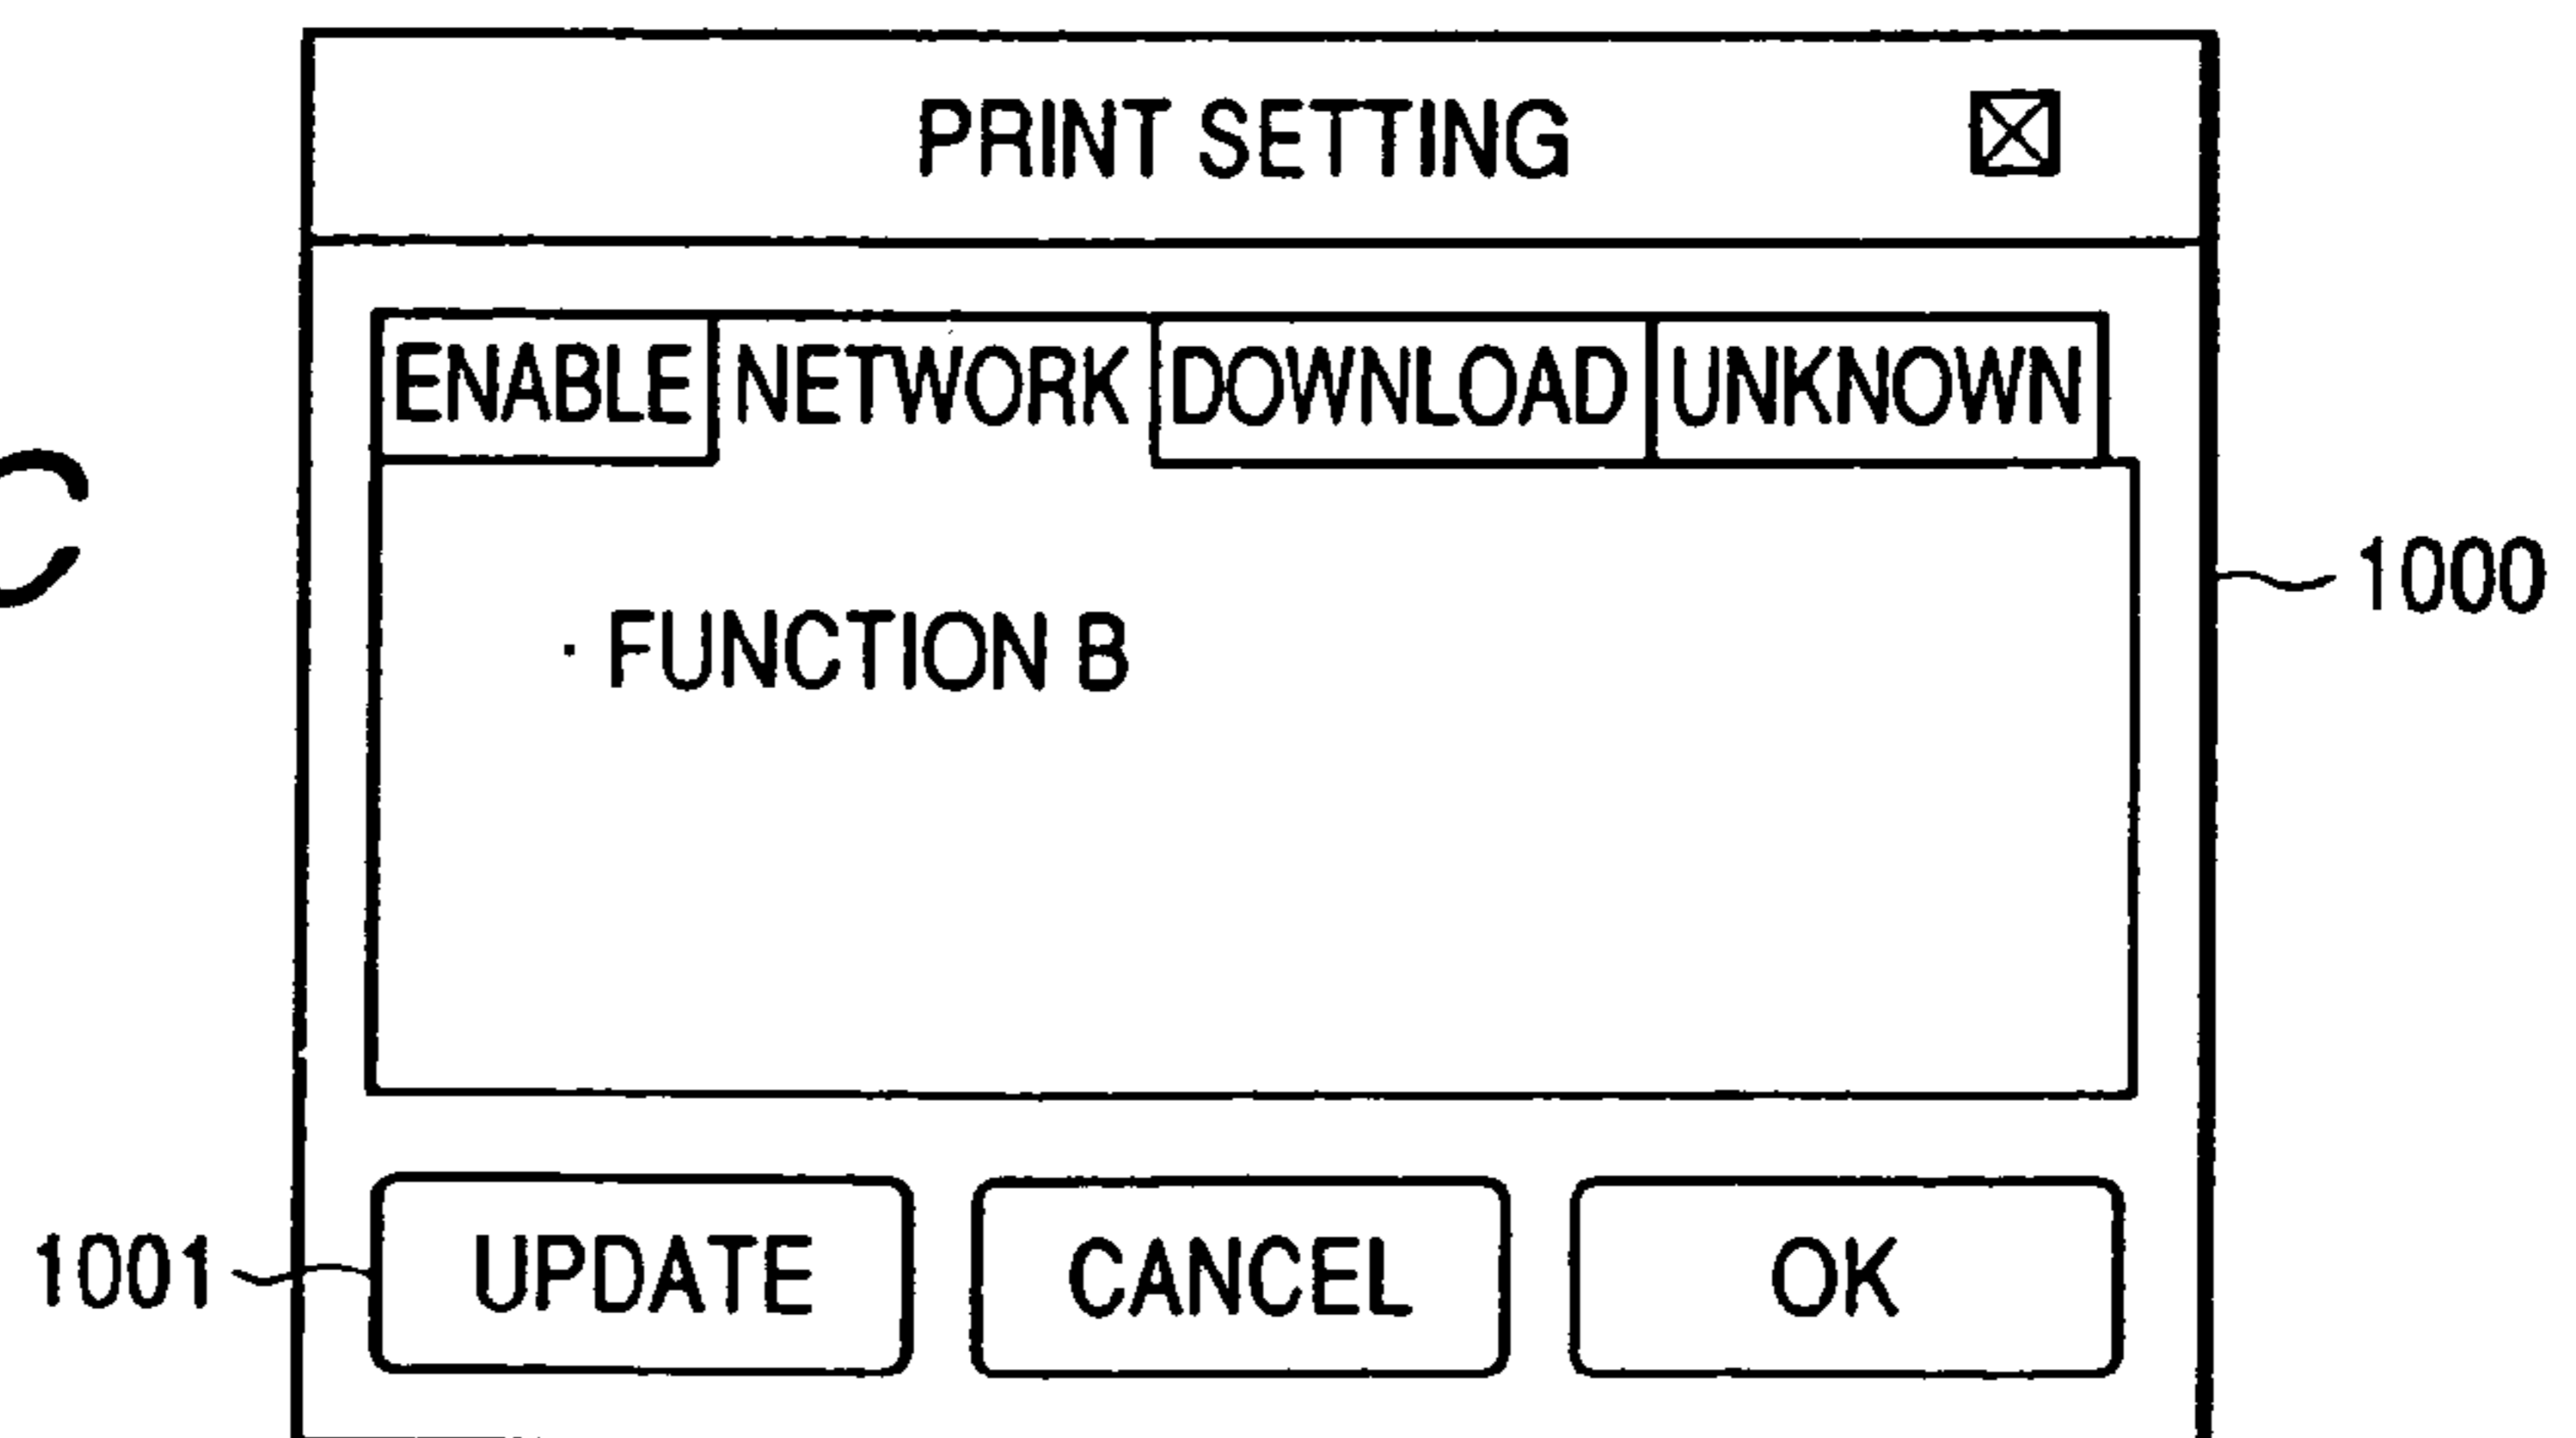 PRINT SETTING
ENABLE NETWORK DOWNLOAD UNKNOWN
C
1000
· FUNCTION B
1001
UPDATE CANCEL OK